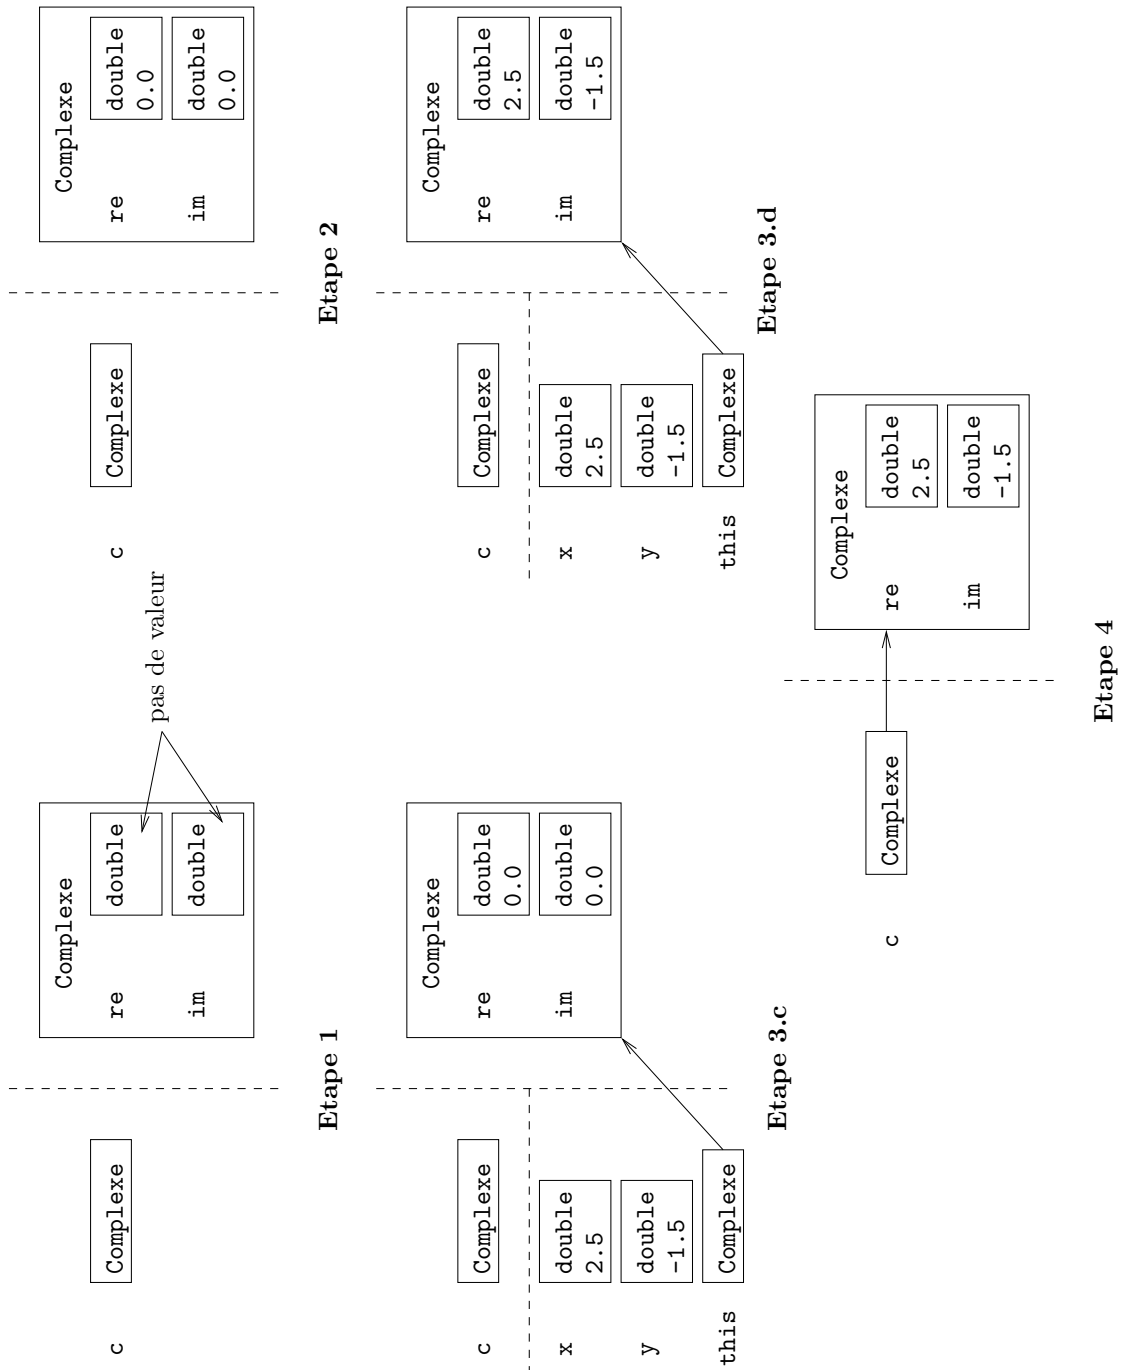 Complexe
c Complexe re double
im double
pas de valeur
Etape 1
Complexe
c Complexe re double
0.0
im double
0.0
Etape 2
Complexe
c Complexe re double
0.0
x double im double
2.5 0.0
y double
-1.5
this Complexe
Etape 3.c
Complexe
c Complexe re double
2.5
x double im double
2.5 -1.5
y double
-1.5
this Complexe
Etape 3.d
Complexe
c Complexe re double
2.5
im double
-1.5
Etape 4